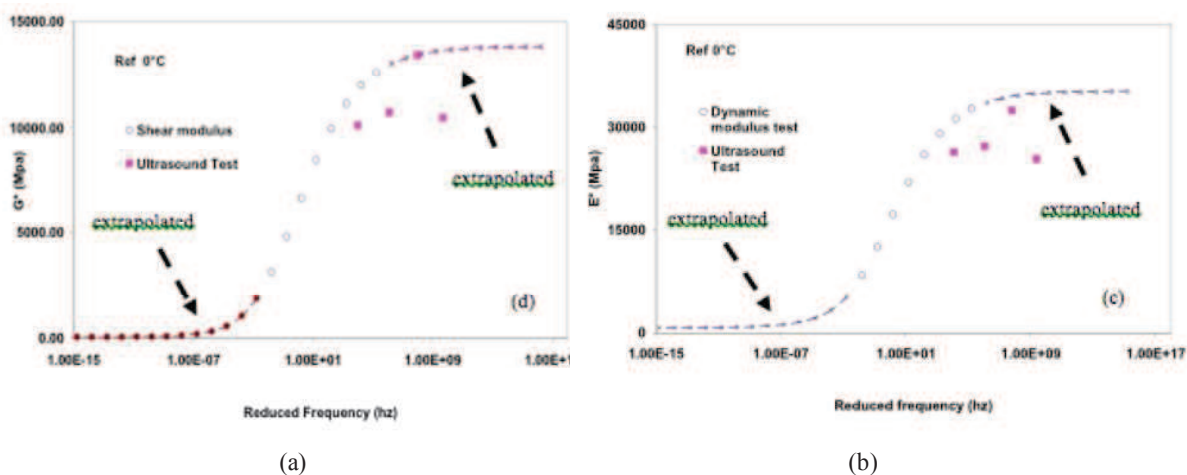 15000.00
10000.00
5000.00
0.00
G* (Mpa)
Ref 0°C
Shear modulus
Ultrasound Test
extrapolated
extrapolated
(d)
1.00E-15
1.00E-07
1.00E+01
1.00E+09
1.00E+1
Reduced Frequency (hz)
(a)
45000
30000
15000
0
E* (Mpa)
Ref 0°C
Dynamic
modulus test
Ultrasound
Test
extrapolated
extrapolated
(c)
1.00E-15
1.00E-07
1.00E+01
1.00E+09
1.00E+17
Reduced frequency (hz)
(b)